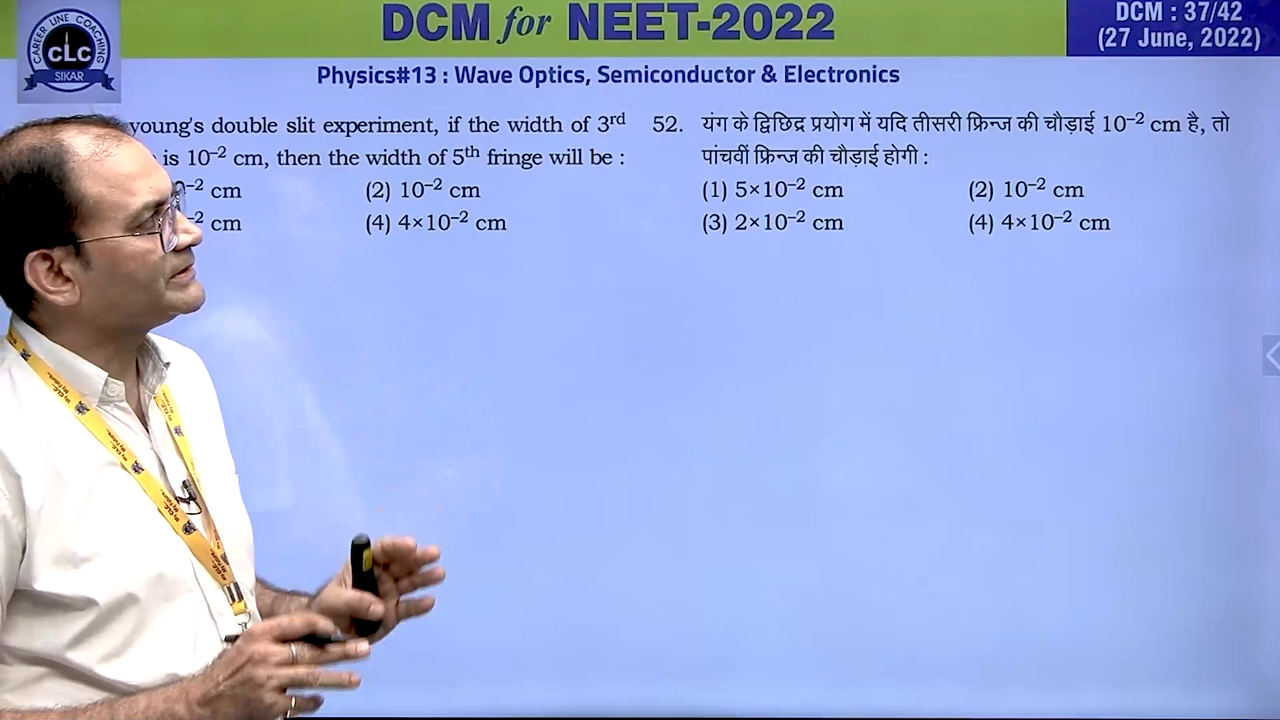 DCM for NEET-2022
DCM : 37/42
(27 June, 2022)
CAREER LINE COACHING
CLC
SIKAR
Physics#13 : Wave Optics, Semiconductor & Electronics
young's double slit experiment, if the width of 3rd
is 10–2 cm, then the width of 5th fringe will be :
–2 cm
(2) 10–2 cm
–2 cm
(4) 4×10–2 cm
52. यंग के द्विछिद्र प्रयोग में यदि तीसरी फ्रिन्ज की चौड़ाई 10–2 cm है, तो
पांचवीं फ्रिन्ज की चौड़ाई होगी :
(1) 5×10–2 cm
(2) 10–2 cm
(3) 2×10–2 cm
(4) 4×10–2 cm